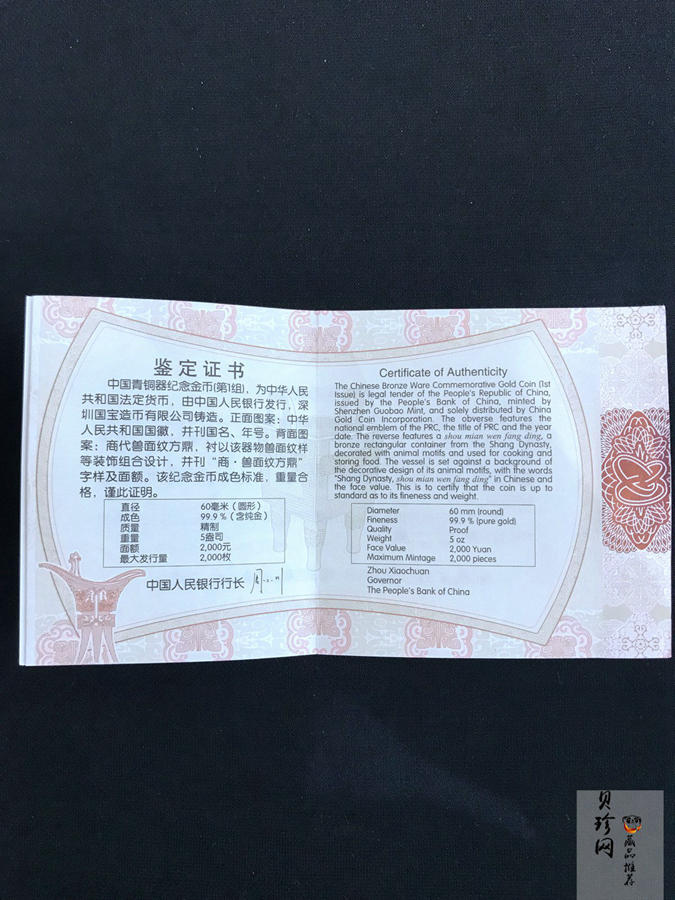 鉴定证书
中国青铜器纪念金币(第1组)，为中华人民
共和国法定货币，由中国人民银行发行，深
圳国宝造币有限公司铸造。正面图案：中华
人民共和国国徽，并刊国名、年号。背面图
案：商代兽面纹方鼎，衬以该器物兽面纹样
等装饰组合设计，并刊“商·兽面纹方鼎”
字样及面额。该纪念金币成色标准，重量合
格，谨此证明。
直径 60毫米（圆形）
成色 99.9％（含纯金）
质量 精制
重量 5盎司
面额 2,000元
最大发行量 2,000枚
中国人民银行行长
Certificate of Authenticity
The Chinese Bronze Ware Commemorative Gold Coin (1st
Issue) is legal tender of the People's Republic of China,
issued by the People's Bank of China, minted by
Shenzhen Guobao Mint, and solely distributed by China
Gold Coin Incorporation. The obverse features the
national emblem of the PRC, the title of PRC and the year
date. The reverse features a shou mian wen fang ding, a
bronze rectangular container from the Shang Dynasty,
decorated with animal motifs and used for cooking and
storing food. The vessel is set against a background of
the decorative design of its animal motifs, with the words
"Shang Dynasty, shou mian wen fang ding" in Chinese and
the face value. This is to certify that the coin is up to
standard as to its fineness and weight.
Diameter 60 mm (round)
Fineness 99.9 % (pure gold)
Quality Proof
Weight 5 oz
Face Value 2,000 Yuan
Maximum Mintage 2,000 pieces
Zhou Xiaochuan
Governor
The People's Bank of China
贝珍网
藏品推荐